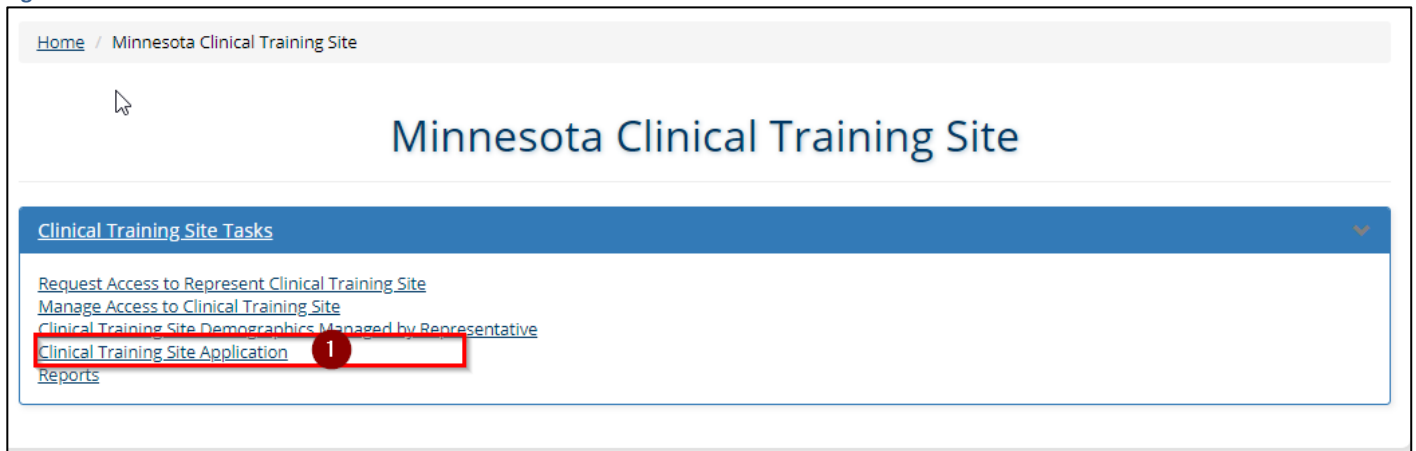 Home / Minnesota Clinical Training Site
Minnesota Clinical Training Site
Clinical Training Site Tasks
Request Access to Represent Clinical Training Site
Manage Access to Clinical Training Site
Clinical Training Site Demographics Managed by Representative
Clinical Training Site Application 1
Reports